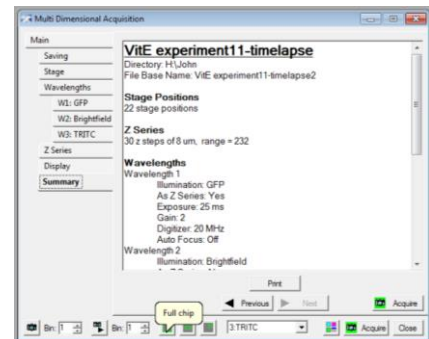 Multi Dimensional Acquisition
Main
Saving
Stage
Wavelengths
W1: GFP
W2: Brightfield
W3: TRITC
Z Series
Display
Summary
VitE experiment11-timelapse
Directory: H:\John
File Base Name: VitE experiment11-timelapse2
Stage Positions
22 stage positions
Z Series
30 z steps of 8 um, range = 232
Wavelengths
Wavelength 1
Illumination: GFP
As Z Series: Yes
Exposure: 25 ms
Gain: 2
Digitizer: 20 MHz
Auto Focus: Off
Wavelength 2
Illumination: Brightfield
Print
Previous
Next
Acquire
Full chip
Bin: 1
Bin: 1
3:TRITC
Acquire
Close